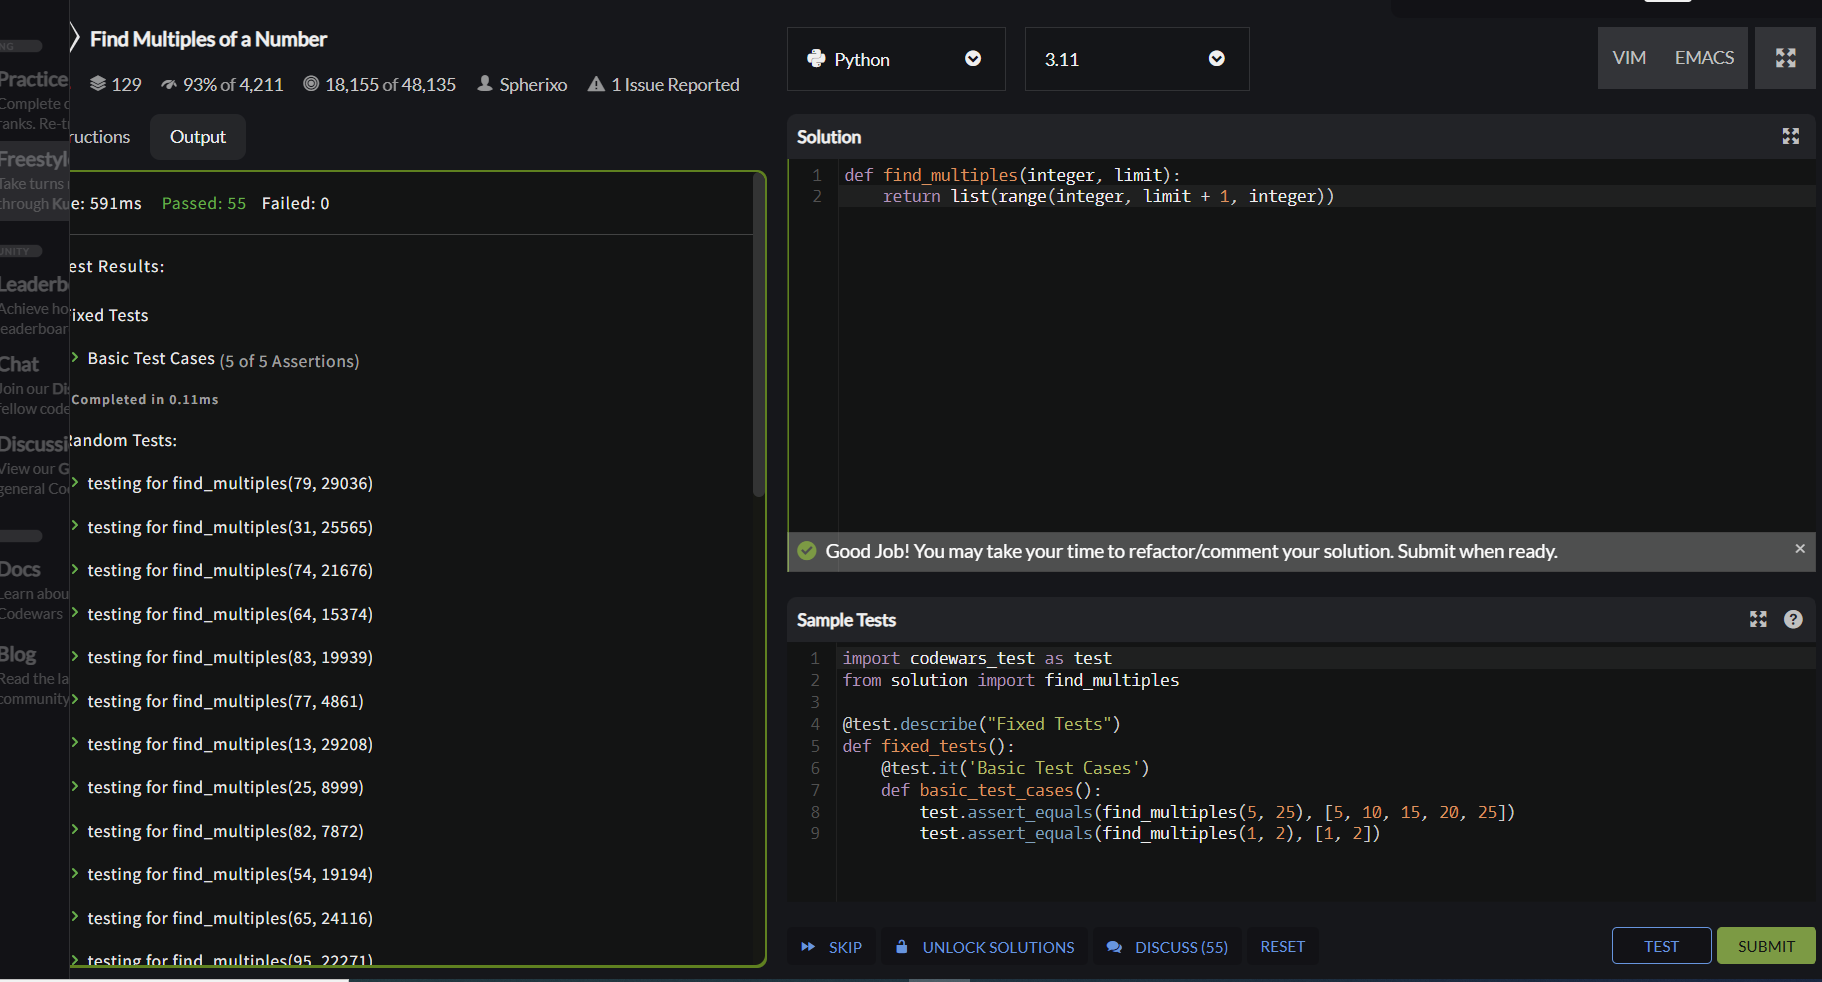 NG
Practice
Complete c
ranks. Re-t
Freestyl
Take turns
through Ku
UNITY
Leaderb
Achieve ho
leaderboar
Chat
Join our Di
fellow code
Discussi
View our G
general Co
Docs
Learn abou
Codewars
Blog
Read the la
community
Find Multiples of a Number
129 93% of 4,211 18,155 of 48,135 Spherixo 1 Issue Reported
ructions Output
e: 591ms Passed: 55 Failed: 0
est Results:
ixed Tests
Basic Test Cases (5 of 5 Assertions)
Completed in 0.11ms
Random Tests:
testing for find_multiples(79, 29036)
testing for find_multiples(31, 25565)
testing for find_multiples(74, 21676)
testing for find_multiples(64, 15374)
testing for find_multiples(83, 19939)
testing for find_multiples(77, 4861)
testing for find_multiples(13, 29208)
testing for find_multiples(25, 8999)
testing for find_multiples(82, 7872)
testing for find_multiples(54, 19194)
testing for find_multiples(65, 24116)
testing for find_multiples(95, 22271)
Python 3.11 VIM EMACS
Solution
1 def find_multiples(integer, limit):
2     return list(range(integer, limit + 1, integer))
Good Job! You may take your time to refactor/comment your solution. Submit when ready. ×
Sample Tests ?
1 import codewars_test as test
2 from solution import find_multiples
3
4 @test.describe("Fixed Tests")
5 def fixed_tests():
6     @test.it('Basic Test Cases')
7     def basic_test_cases():
8         test.assert_equals(find_multiples(5, 25), [5, 10, 15, 20, 25])
9         test.assert_equals(find_multiples(1, 2), [1, 2])
SKIP UNLOCK SOLUTIONS DISCUSS (55) RESET TEST SUBMIT